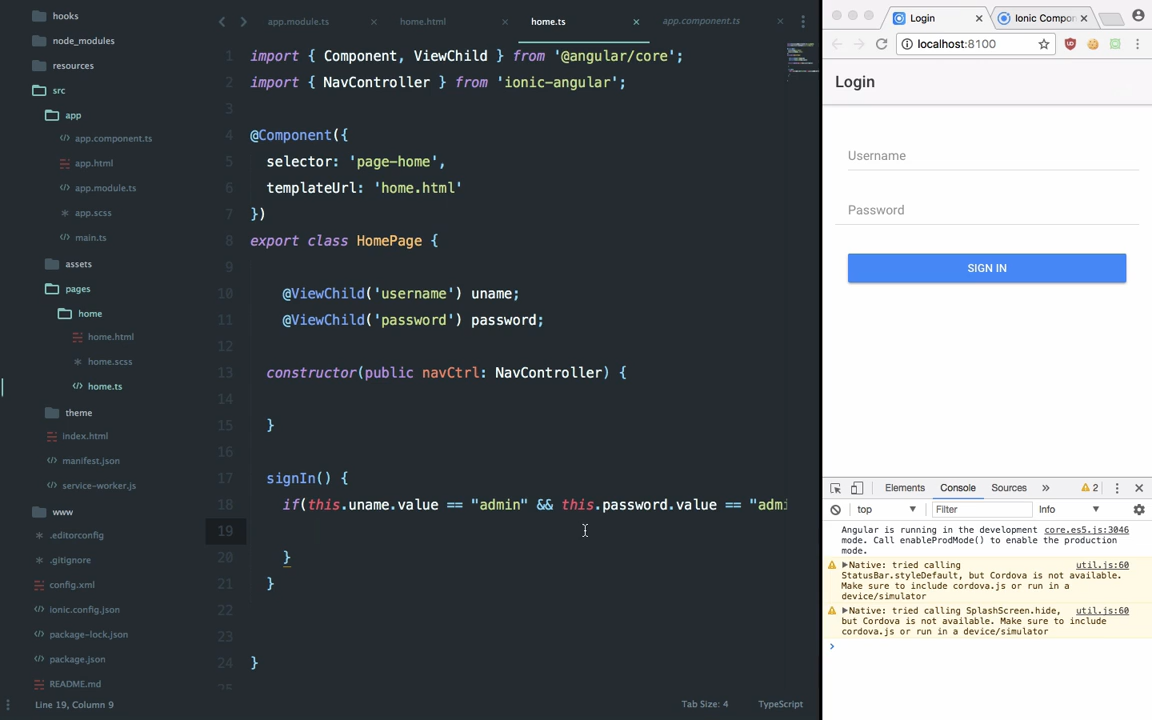 hooks
node_modules
resources
src
app
app.component.ts
app.html
app.module.ts
app.scss
main.ts
assets
pages
home
home.html
home.scss
home.ts
theme
index.html
manifest.json
service-worker.js
www
.editorconfig
.gitignore
config.xml
ionic.config.json
package-lock.json
package.json
README.md
Line 19, Column 9
app.module.ts
home.html
home.ts
app.component.ts
1 import { Component, ViewChild } from '@angular/core';
2 import { NavController } from 'ionic-angular';
3
4 @Component({
5 selector: 'page-home',
6 templateUrl: 'home.html'
7 })
8 export class HomePage {
9
10 @ViewChild('username') uname;
11 @ViewChild('password') password;
12
13 constructor(public navCtrl: NavController) {
14
15 }
16
17 signIn() {
18 if(this.uname.value == "admin" && this.password.value == "admi
19
20 }
21 }
22
23
24 }
25
Tab Size: 4 TypeScript
Login
Ionic Compon
localhost:8100
Login
Username
Password
SIGN IN
Elements Console Sources » 2
top Filter Info
Angular is running in the development core.es5.js:3046
mode. Call enableProdMode() to enable the production
mode.
Native: tried calling util.js:60
StatusBar.styleDefault, but Cordova is not available.
Make sure to include cordova.js or run in a
device/simulator
Native: tried calling SplashScreen.hide, util.js:60
but Cordova is not available. Make sure to include
cordova.js or run in a device/simulator